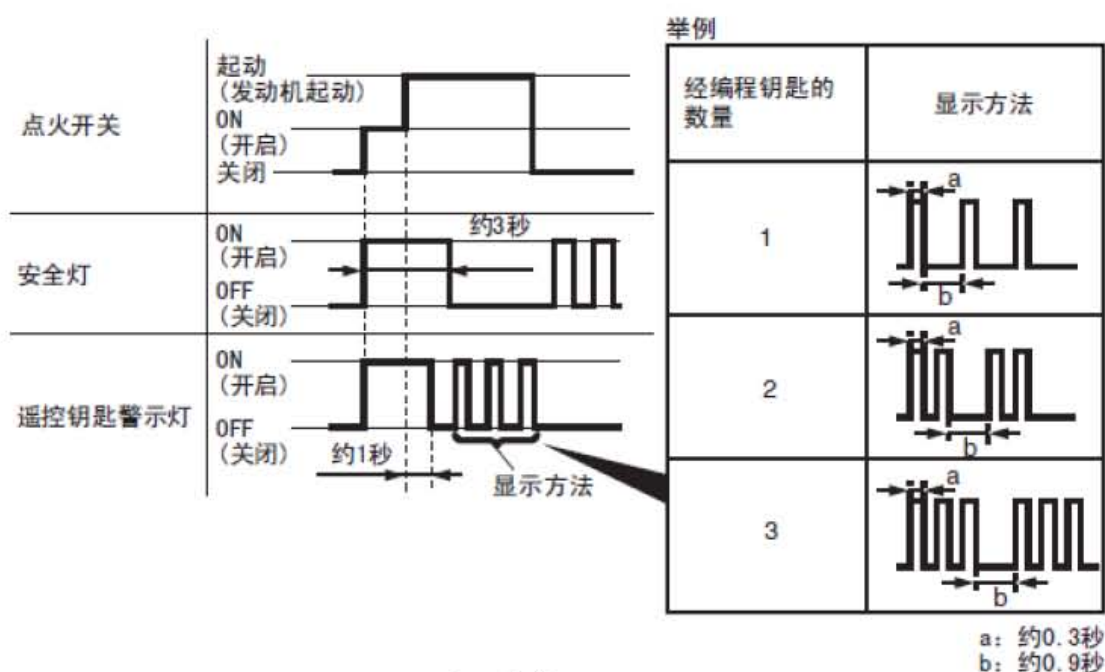 点火开关
起动
(发动机起动)
ON
(开启)
关闭
安全灯
ON
(开启)
OFF
(关闭)
约3秒
遥控钥匙警示灯
ON
(开启)
OFF
(关闭)
约1秒
显示方法
举例
经编程钥匙的
数量
显示方法
1
a
b
2
a
b
3
a
b
a: 约0.3秒
b: 约0.9秒